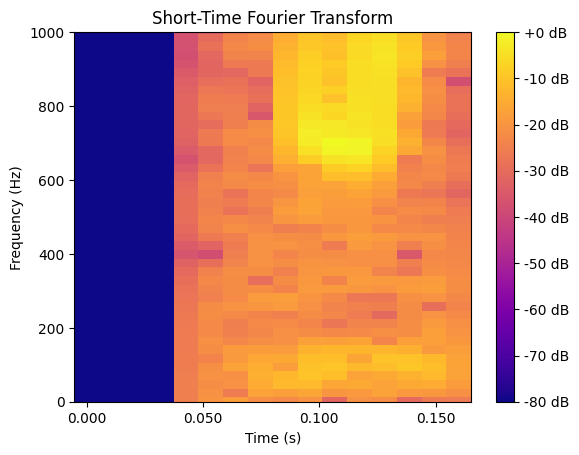 Short-Time Fourier Transform
1000
800
600
400
200
0
Frequency (Hz)
0.000
0.050
0.100
0.150
Time (s)
+0 dB
-10 dB
-20 dB
-30 dB
-40 dB
-50 dB
-60 dB
-70 dB
-80 dB